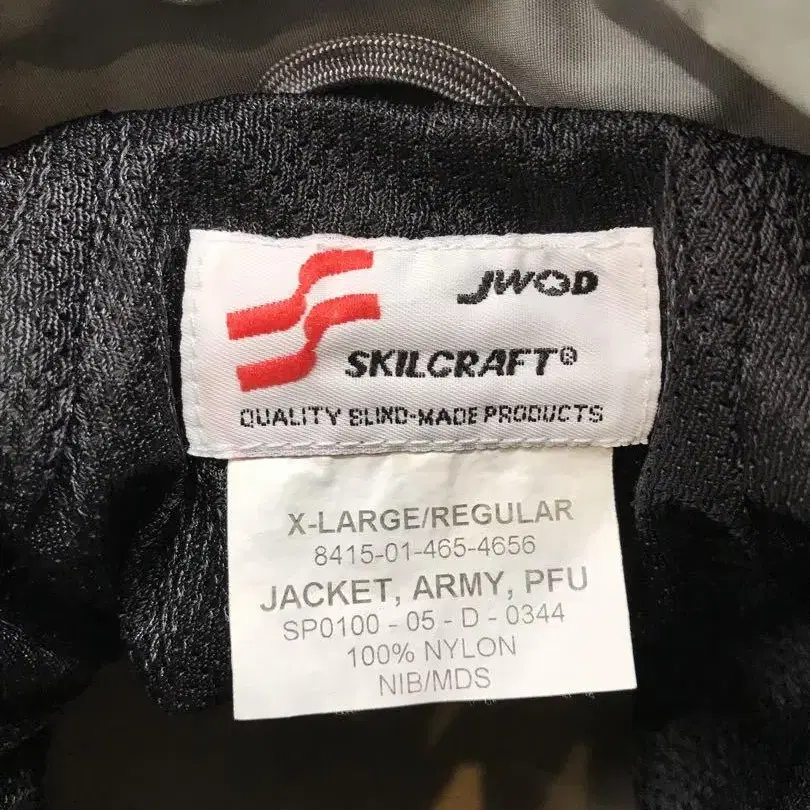 JWOD
SKILCRAFT®
QUALITY BLIND-MADE PRODUCTS
X-LARGE/REGULAR
8415-01-465-4656
JACKET, ARMY, PFU
SP0100 - 05 - D - 0344
100% NYLON
NIB/MDS